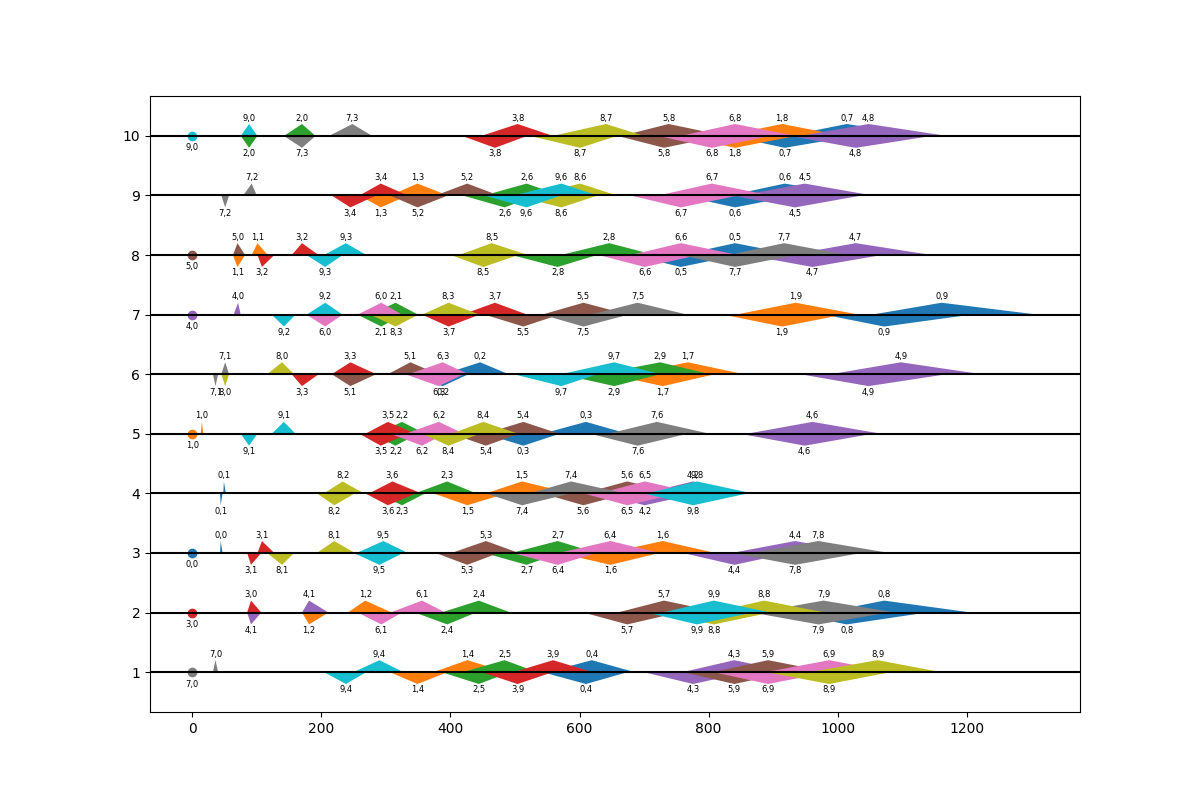 9,0 2,0 7,3 3,8 8,7 5,8 6,8 1,8 0,7 4,8
10
9,0 2,0 7,3 3,8 8,7 5,8 6,8 1,8 0,7 4,8
7,2 3,4 1,3 5,2 2,6 9,6 8,6 6,7 0,6 4,5
9
7,2 3,4 1,3 5,2 2,6 9,6 8,6 6,7 0,6 4,5
5,0 1,1 3,2 9,3 8,5 2,8 6,6 0,5 7,7 4,7
8
5,0 1,1 3,2 9,3 8,5 2,8 6,6 0,5 7,7 4,7
4,0 9,2 6,0 2,1 8,3 3,7 5,5 7,5 1,9 0,9
7
4,0 9,2 6,0 2,1 8,3 3,7 5,5 7,5 1,9 0,9
7,1 8,0 3,3 5,1 6,3 0,2 9,7 2,9 1,7 4,9
6
7,1 8,0 3,3 5,1 6,3 0,2 9,7 2,9 1,7 4,9
1,0 9,1 3,5 2,2 6,2 8,4 5,4 0,3 7,6 4,6
5
1,0 9,1 3,5 2,2 6,2 8,4 5,4 0,3 7,6 4,6
0,1 8,2 3,6 2,3 1,5 7,4 5,6 6,5 4,2 9,8
4
0,1 8,2 3,6 2,3 1,5 7,4 5,6 6,5 4,2 9,8
0,0 3,1 8,1 9,5 5,3 2,7 6,4 1,6 4,4 7,8
3
0,0 3,1 8,1 9,5 5,3 2,7 6,4 1,6 4,4 7,8
3,0 4,1 1,2 6,1 2,4 5,7 9,9 8,8 7,9 0,8
2
3,0 4,1 1,2 6,1 2,4 5,7 9,9 8,8 7,9 0,8
7,0 9,4 1,4 2,5 3,9 0,4 4,3 5,9 6,9 8,9
1
7,0 9,4 1,4 2,5 3,9 0,4 4,3 5,9 6,9 8,9
0 200 400 600 800 1000 1200